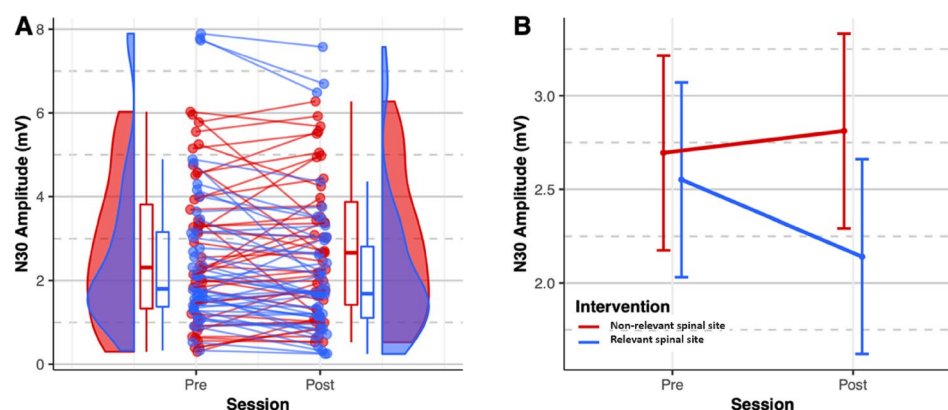 A
N30 Amplitude (mV)
8
6
4
2
0
Pre
Post
Session
B
N30 Amplitude (mV)
3.0
2.5
2.0
Intervention
Non-relevant spinal site
Relevant spinal site
Pre
Post
Session